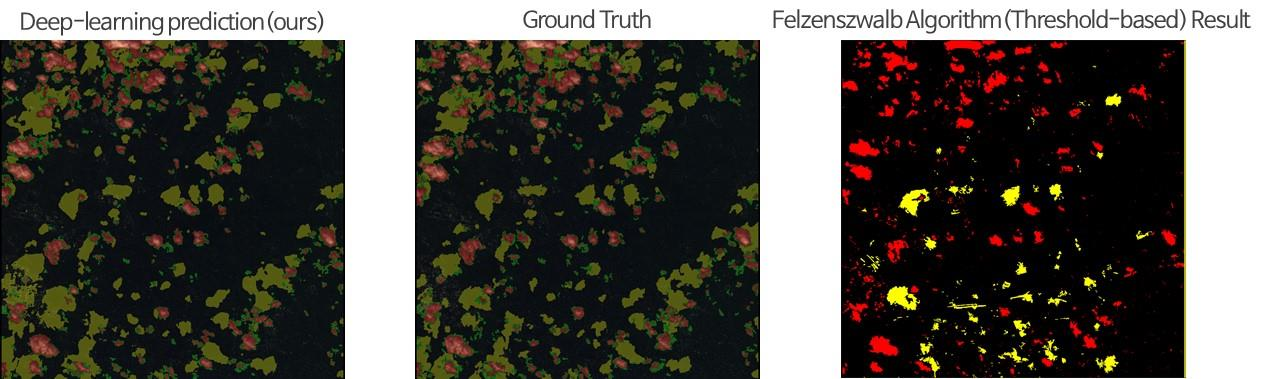 Deep-learning prediction (ours)
Ground Truth
Felzenszwalb Algorithm (Threshold-based) Result